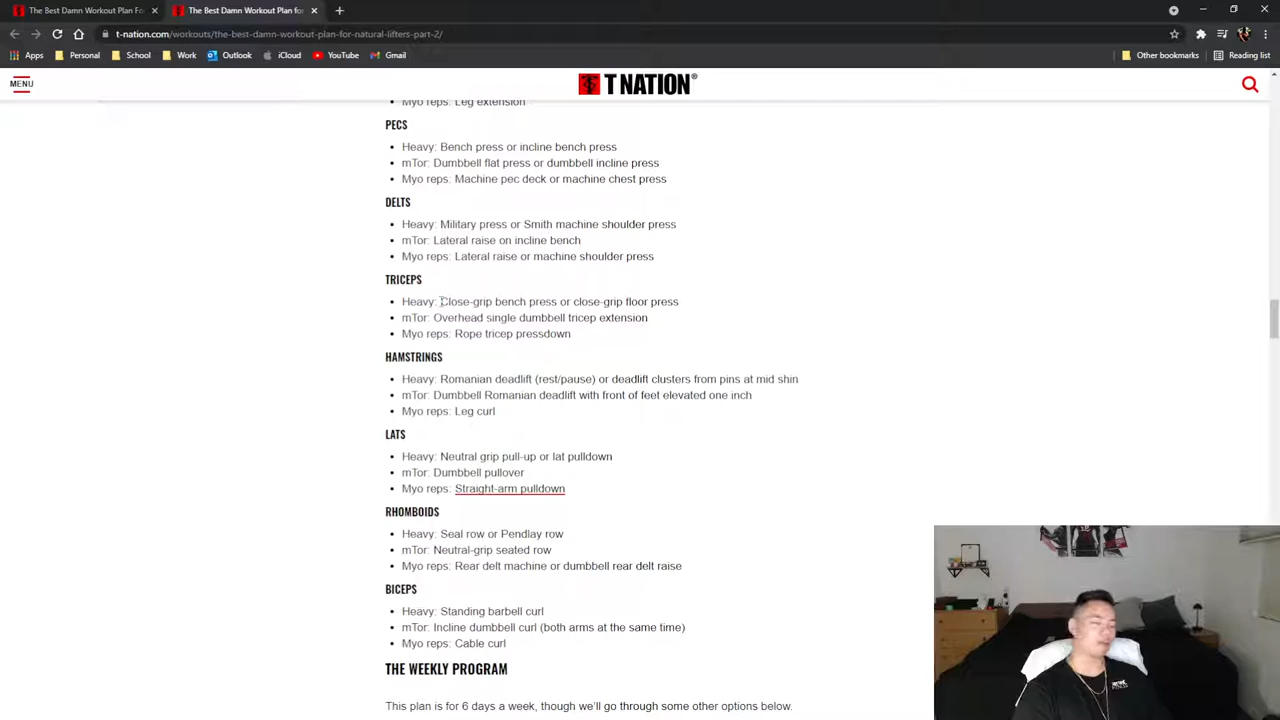 The Best Damn Workout Plan For
The Best Damn Workout Plan for
t-nation.com/workouts/the-best-damn-workout-plan-for-natural-lifters-part-2/
Apps Personal School Work Outlook iCloud YouTube Gmail Other bookmarks Reading list
MENU
T NATION®
Myo reps: Leg extension
PECS
Heavy: Bench press or incline bench press
mTor: Dumbbell flat press or dumbbell incline press
Myo reps: Machine pec deck or machine chest press
DELTS
Heavy: Military press or Smith machine shoulder press
mTor: Lateral raise on incline bench
Myo reps: Lateral raise or machine shoulder press
TRICEPS
Heavy: Close-grip bench press or close-grip floor press
mTor: Overhead single dumbbell tricep extension
Myo reps: Rope tricep pressdown
HAMSTRINGS
Heavy: Romanian deadlift (rest/pause) or deadlift clusters from pins at mid shin
mTor: Dumbbell Romanian deadlift with front of feet elevated one inch
Myo reps: Leg curl
LATS
Heavy: Neutral grip pull-up or lat pulldown
mTor: Dumbbell pullover
Myo reps: Straight-arm pulldown
RHOMBOIDS
Heavy: Seal row or Pendlay row
mTor: Neutral-grip seated row
Myo reps: Rear delt machine or dumbbell rear delt raise
BICEPS
Heavy: Standing barbell curl
mTor: Incline dumbbell curl (both arms at the same time)
Myo reps: Cable curl
THE WEEKLY PROGRAM
This plan is for 6 days a week, though we'll go through some other options below.